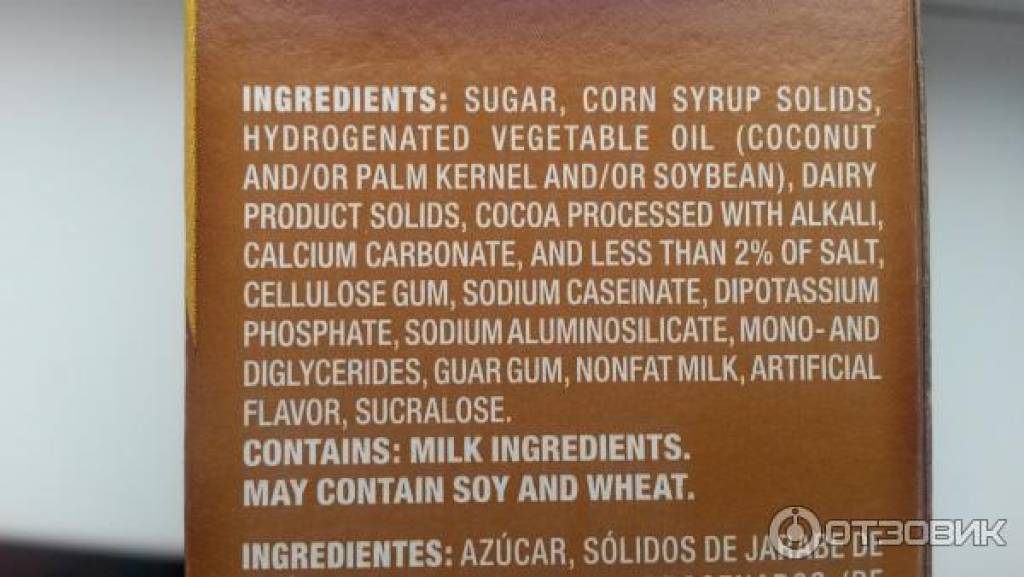 INGREDIENTS: SUGAR, CORN SYRUP SOLIDS,
HYDROGENATED VEGETABLE OIL (COCONUT
AND/OR PALM KERNEL AND/OR SOYBEAN), DAIRY
PRODUCT SOLIDS, COCOA PROCESSED WITH ALKALI,
CALCIUM CARBONATE, AND LESS THAN 2% OF SALT,
CELLULOSE GUM, SODIUM CASEINATE, DIPOTASSIUM
PHOSPHATE, SODIUM ALUMINOSILICATE, MONO- AND
DIGLYCERIDES, GUAR GUM, NONFAT MILK, ARTIFICIAL
FLAVOR, SUCRALOSE.
CONTAINS: MILK INGREDIENTS.
MAY CONTAIN SOY AND WHEAT.
INGREDIENTES: AZÚCAR, SÓLIDOS DE JARABE DE
ОТЗОВИК